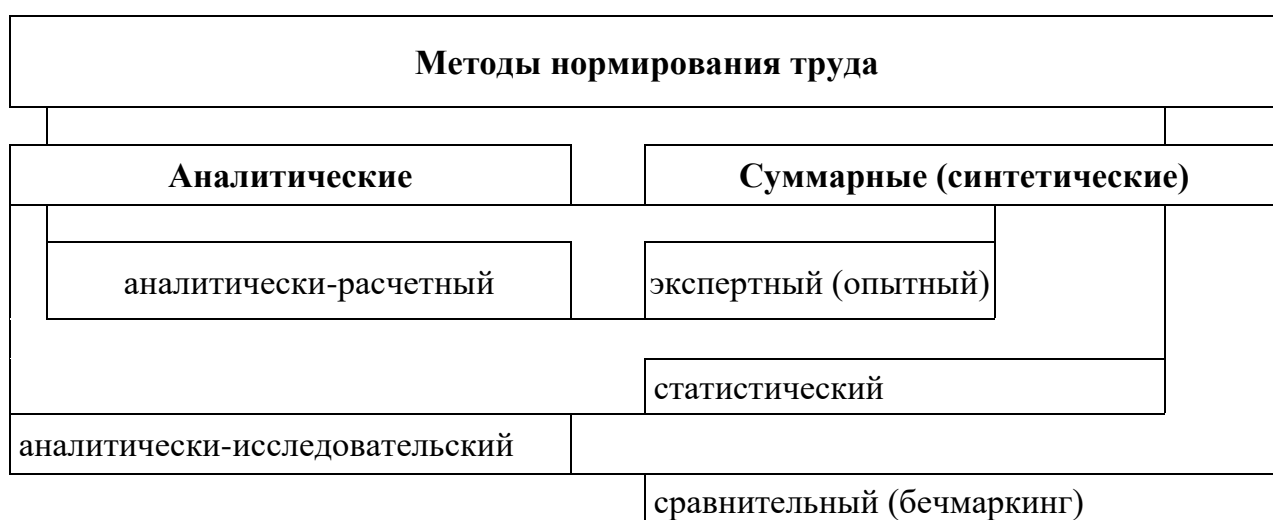 Методы нормирования труда
Аналитические
Суммарные (синтетические)
аналитически-расчетный
экспертный (опытный)
статистический
аналитически-исследовательский
сравнительный (бечмаркинг)